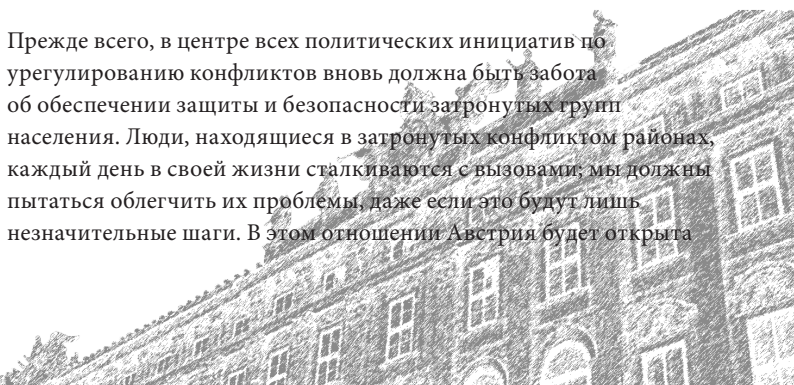 Прежде всего, в центре всех политических инициатив по
урегулированию конфликтов вновь должна быть забота
об обеспечении защиты и безопасности затронутых групп
населения. Люди, находящиеся в затронутых конфликтом районах,
каждый день в своей жизни сталкиваются с вызовами; мы должны
пытаться облегчить их проблемы, даже если это будут лишь
незначительные шаги. В этом отношении Австрия будет открыта